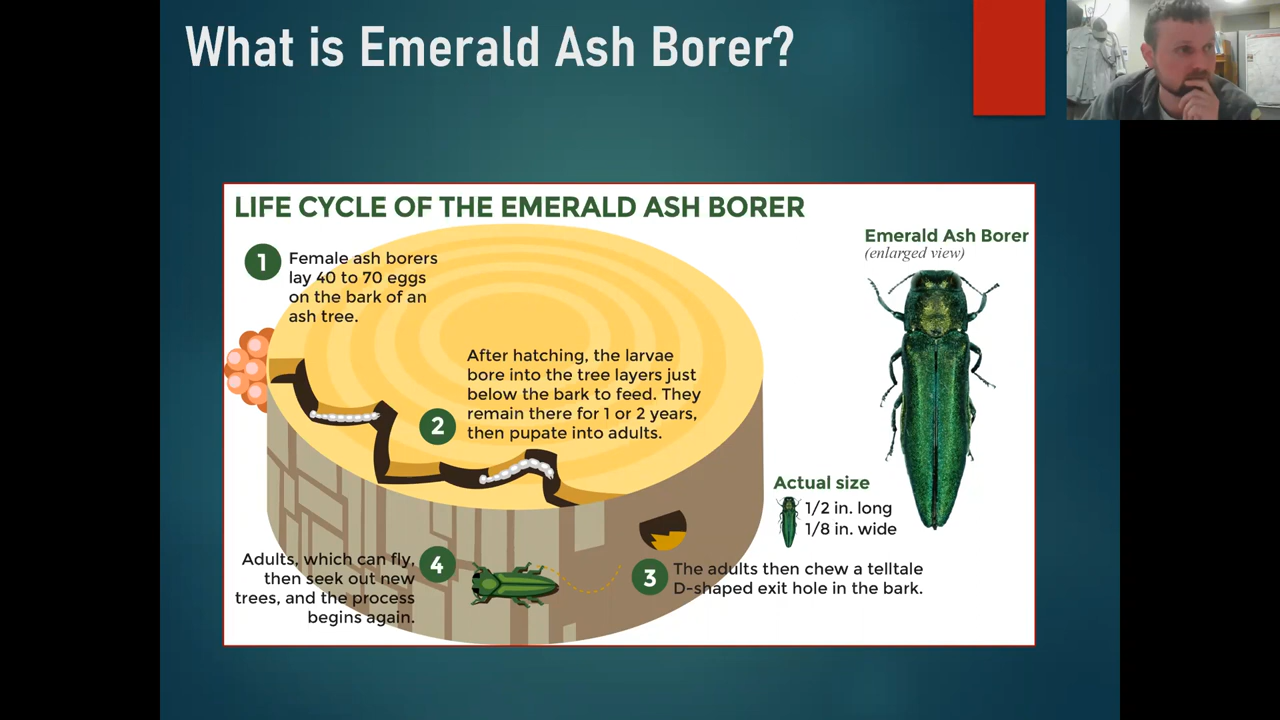 What is Emerald Ash Borer?
LIFE CYCLE OF THE EMERALD ASH BORER
1
Female ash borers
lay 40 to 70 eggs
on the bark of an
ash tree.
2
After hatching, the larvae
bore into the tree layers just
below the bark to feed. They
remain there for 1 or 2 years,
then pupate into adults.
Emerald Ash Borer
(enlarged view)
Actual size
1/2 in. long
1/8 in. wide
3
The adults then chew a telltale
D-shaped exit hole in the bark.
4
Adults, which can fly,
then seek out new
trees, and the process
begins again.